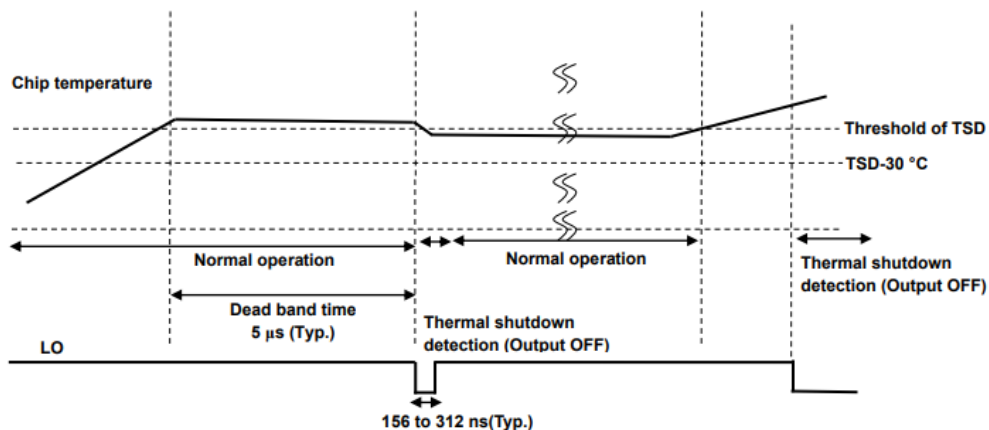 Chip temperature
Threshold of TSD
TSD-30 °C
Normal operation
Normal operation
Thermal shutdown
detection (Output OFF)
Dead band time
5 μs (Typ.)
Thermal shutdown
detection (Output OFF)
LO
156 to 312 ns(Typ.)